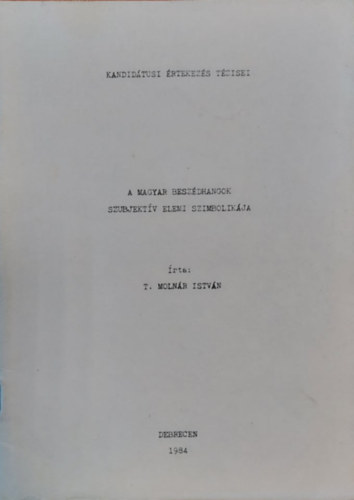 KANDIDÁTUSI ÉRTEKEZÉS TÉZISEI
A MAGYAR BESZÉDHANGOK
SZUBJEKTÍV ELEMI SZIMBOLIKÁJA
Írta:
T. MOLNÁR ISTVÁN
DEBRECEN
1984